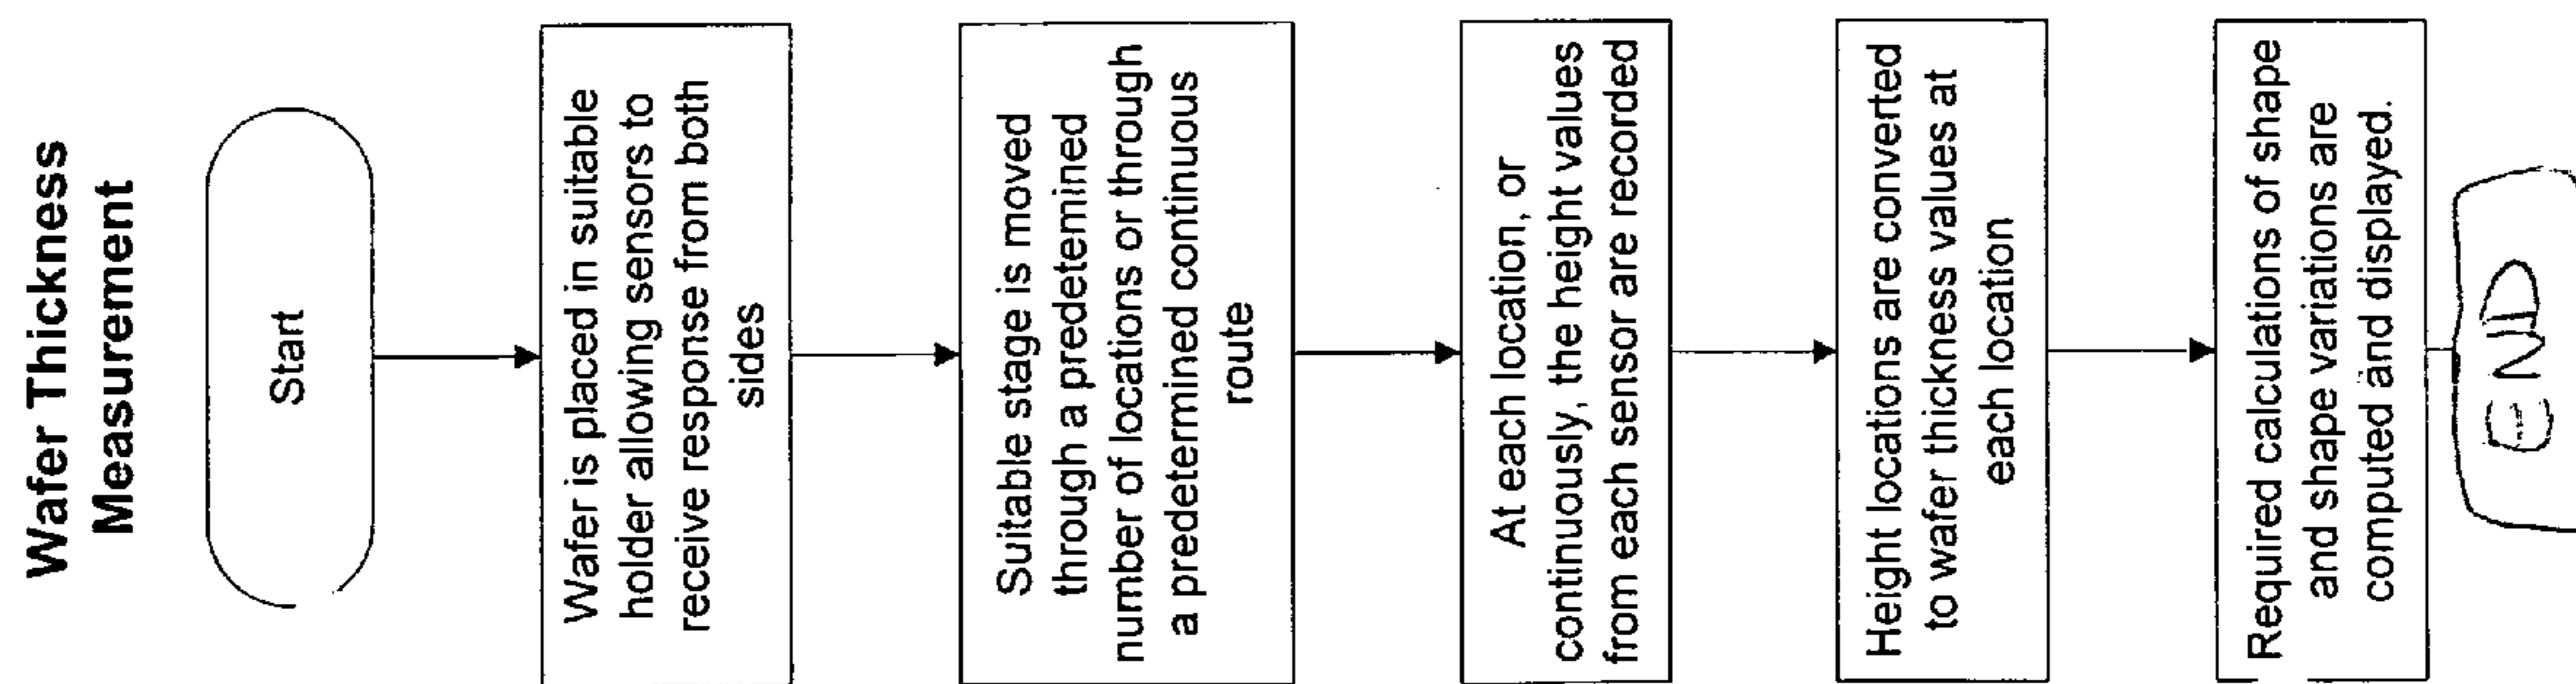 Wafer Thickness
Measurement
Start
Wafer is placed in suitable
holder allowing sensors to
receive response from both
sides
Suitable stage is moved
through a predetemined
number of locations or through
a predetermined continuous
route
At each location, or
continuously, the height values
from each sensor are recorded
Height locations are converted
to wafer thickness values at
each location
Required calculations of shape
and shape variations are
computed and displayed.
END